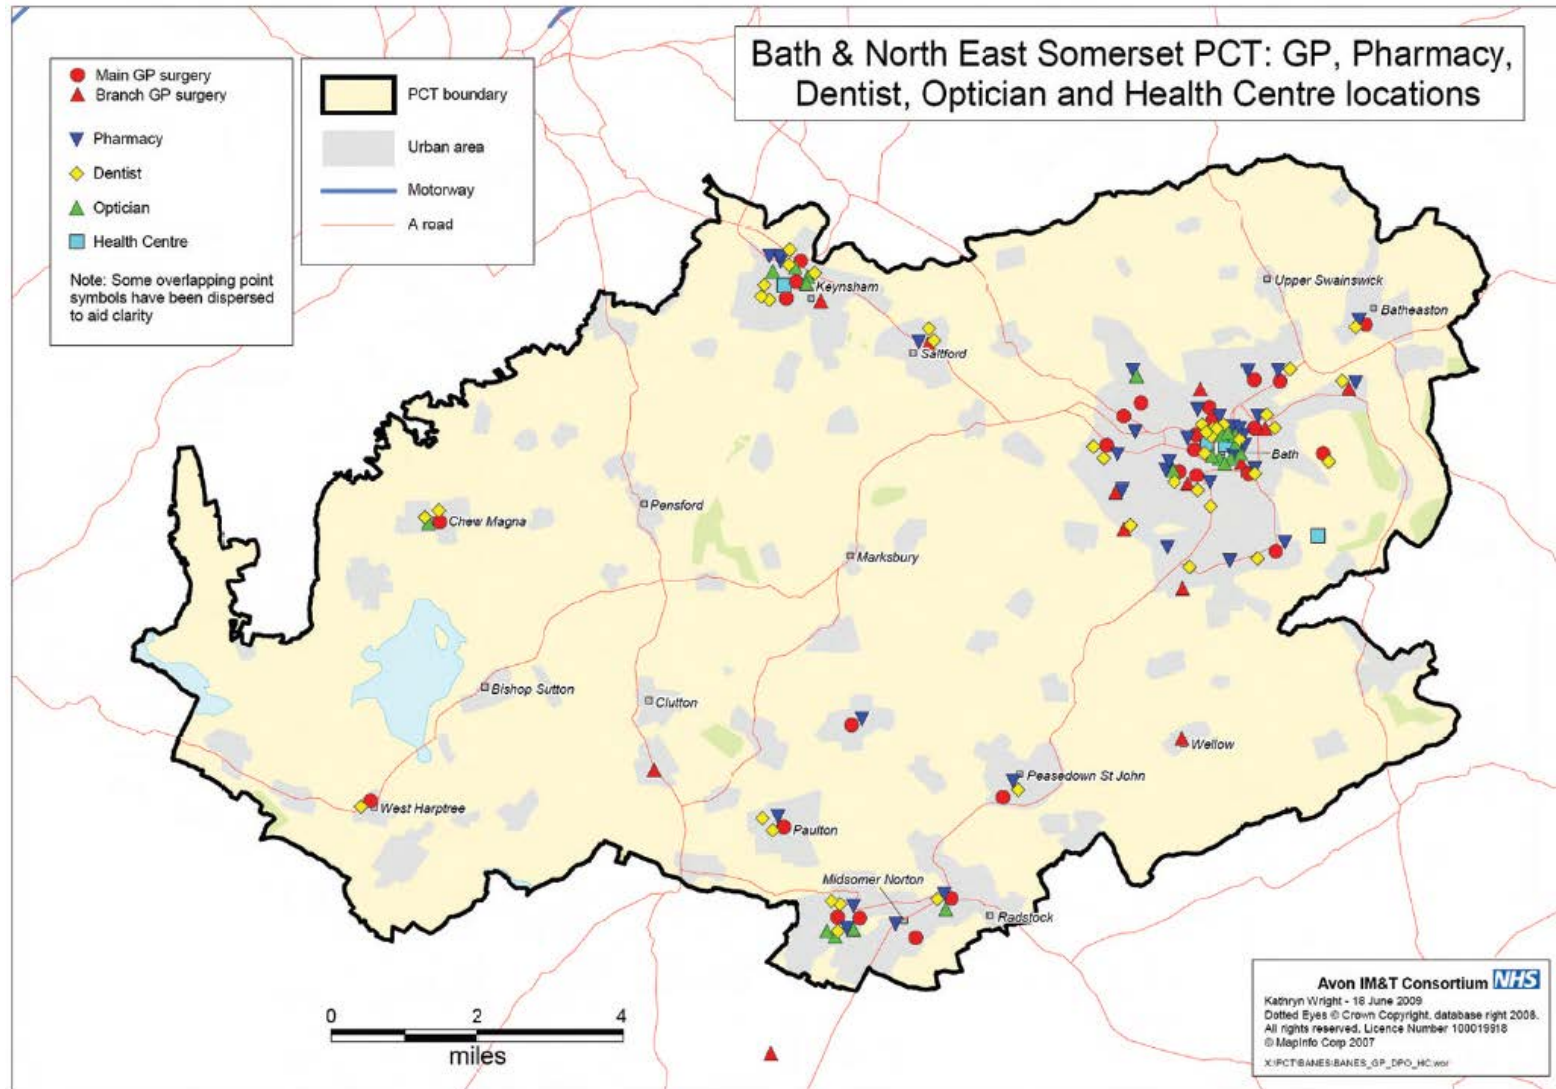 Bath & North East Somerset PCT: GP, Pharmacy,
Dentist, Optician and Health Centre locations
Main GP surgery
Branch GP surgery
Pharmacy
Dentist
Optician
Health Centre
Note: Some overlapping point
symbols have been dispersed
to aid clarity
PCT boundary
Urban area
Motorway
A road
Keynsham
Saltford
Upper Swainswick
Batheaston
Bath
Chew Magna
Pensford
Marksbury
Bishop Sutton
Clutton
West Harptree
Wellow
Peasedown St John
Paulton
Midsomer Norton
Radstock
0 2 4
miles
Avon IM&T Consortium NHS
Kathryn Wright - 18 June 2009
Dotted Eyes © Crown Copyright, database right 2008.
All rights reserved. Licence Number 100019918
© MapInfo Corp 2007
X:\PCT\BANES\BANES_GP_DPO_HC.wor